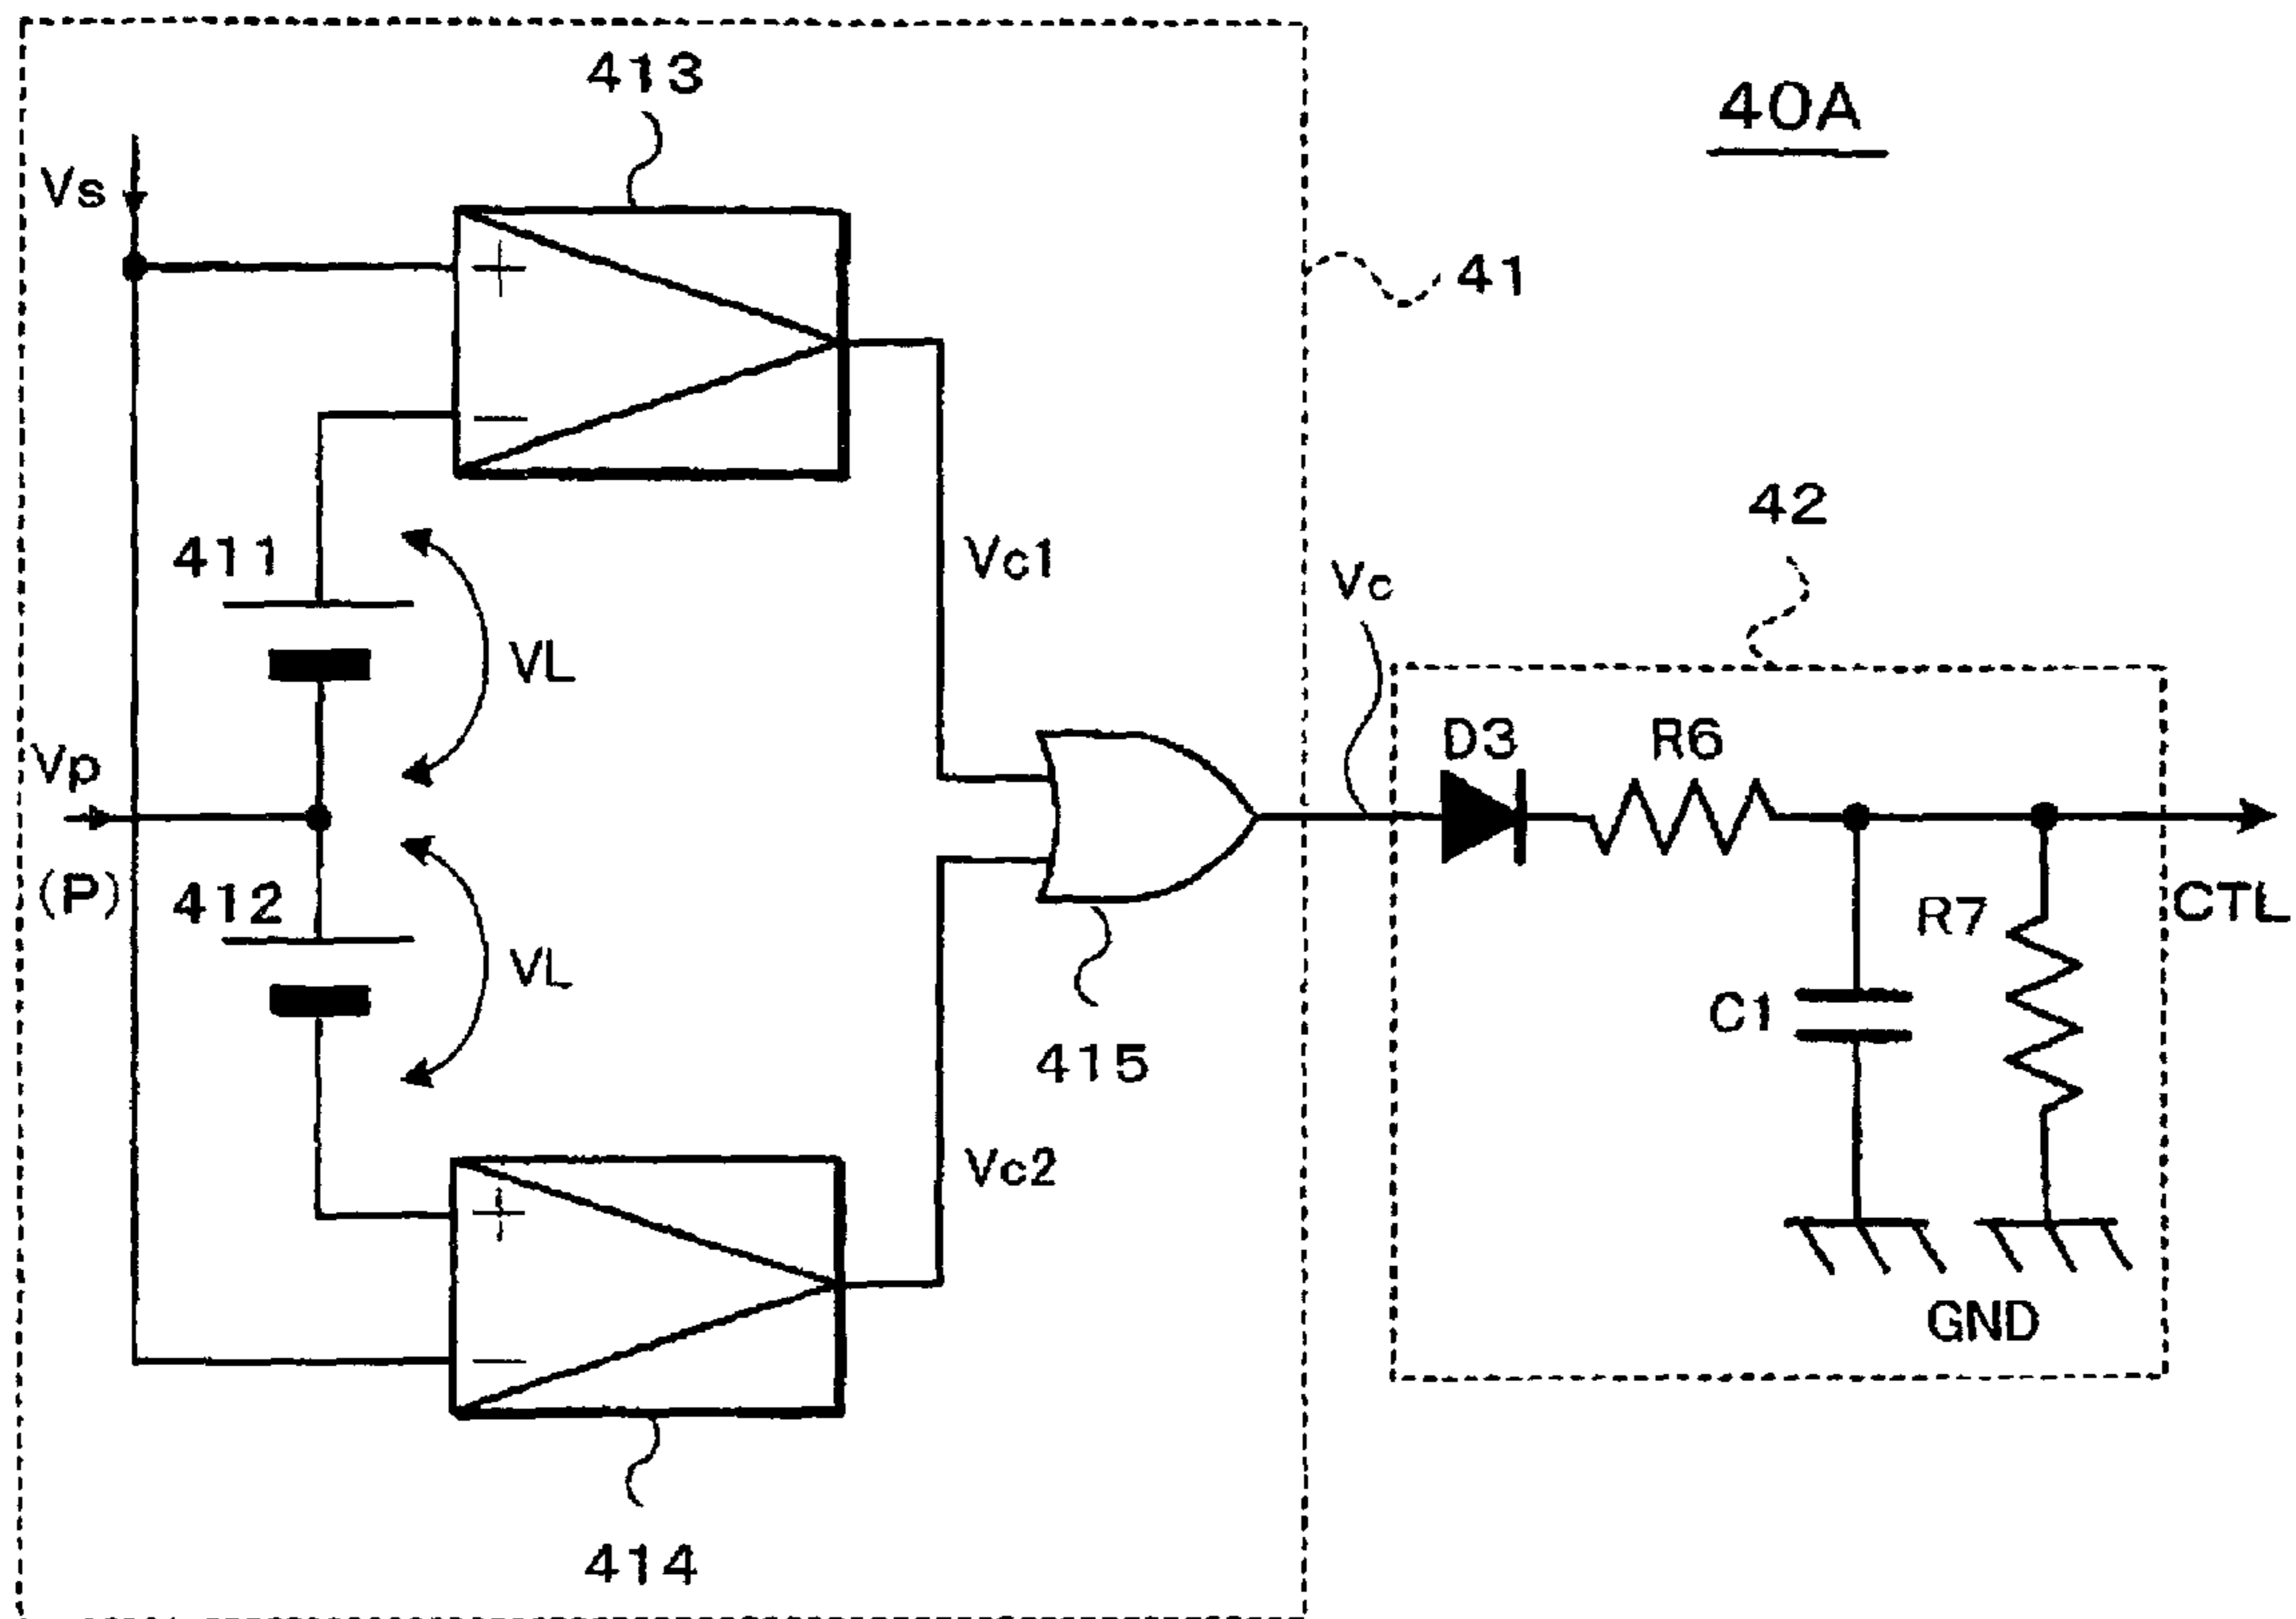 413
40A
Vs
+
41
−
42
411
Vc1
Vc
VL
D3
R6
Vp
(P)
412
R7
CTL
VL
C1
415
Vc2
+
GND
−
414